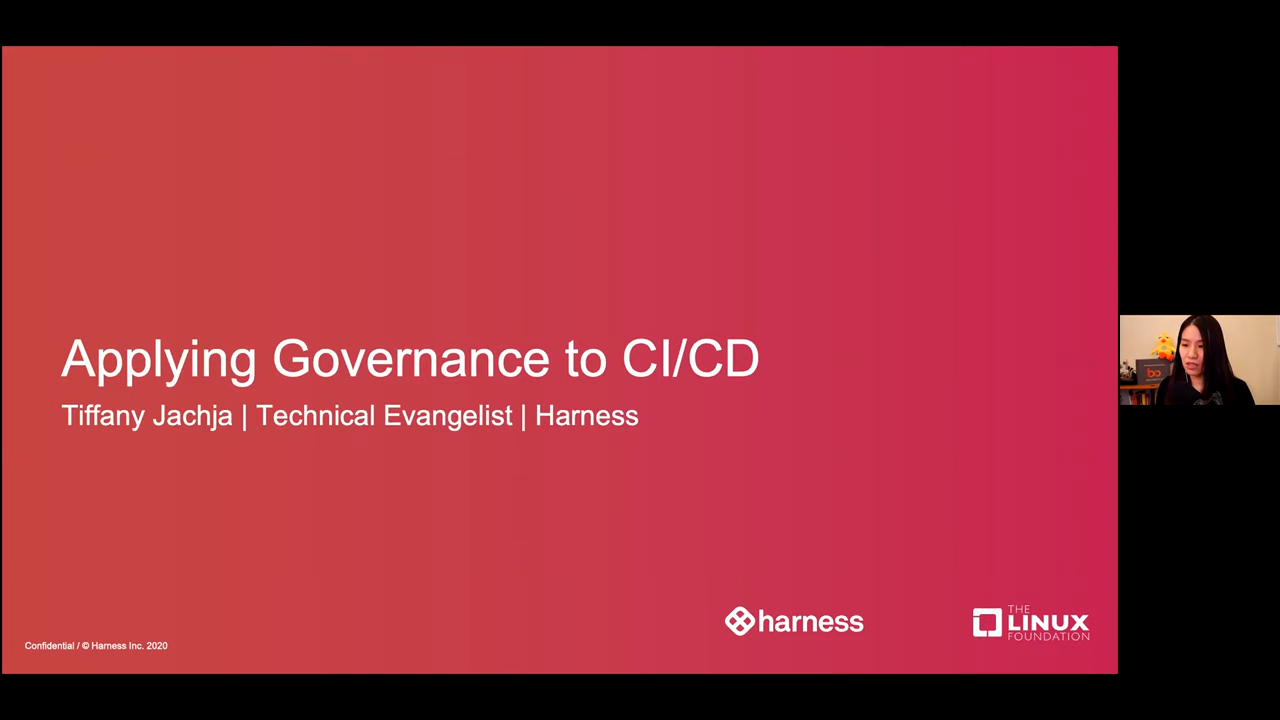 Applying Governance to CI/CD
Tiffany Jachja | Technical Evangelist | Harness
harness
THE
LINUX
FOUNDATION
Confidential / © Harness Inc. 2020